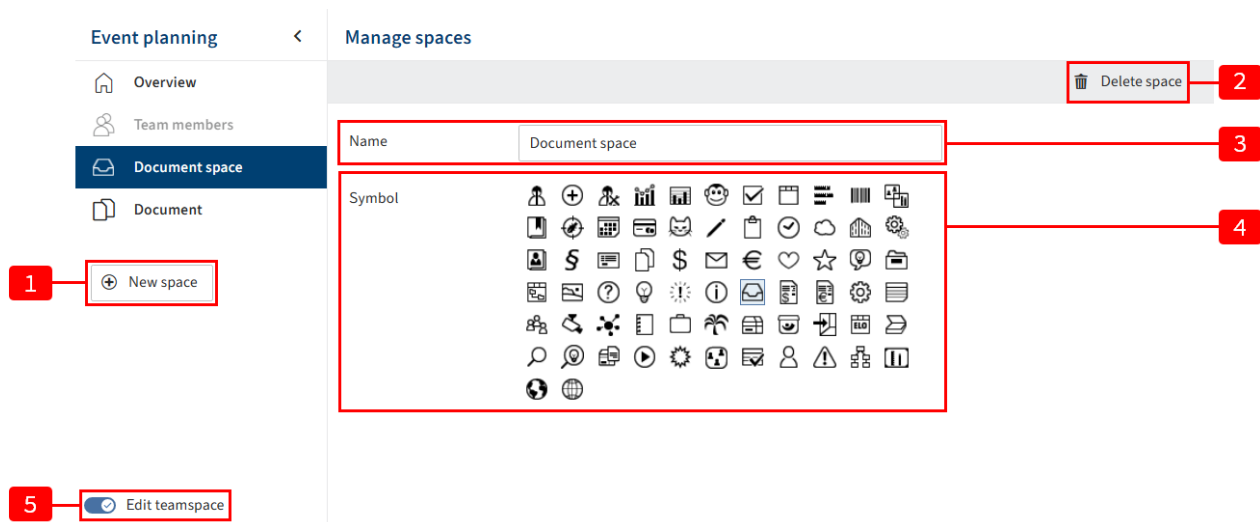 Event planning
Manage spaces
Overview
Delete space
2
Team members
Name
Document space
3
Document space
Symbol
Document
4
1
New space
ELO
5
Edit teamspace